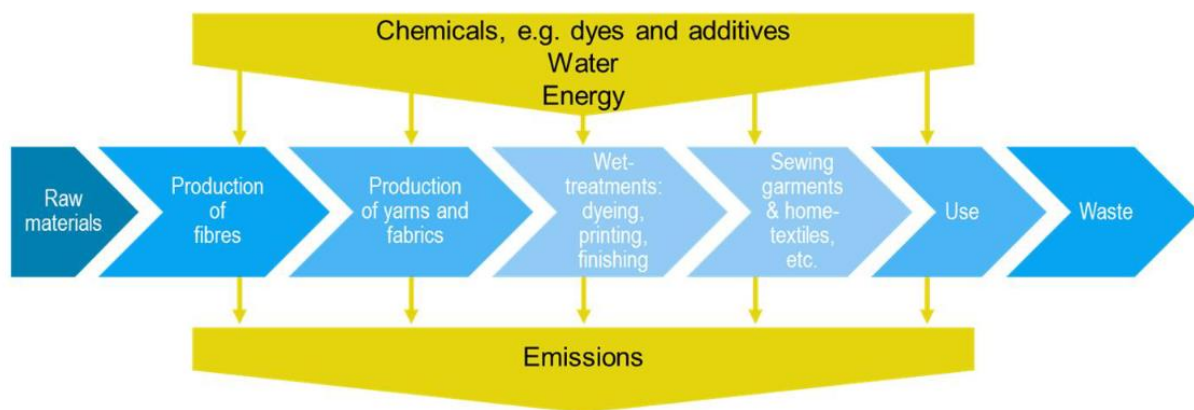 Chemicals, e.g. dyes and additives
Water
Energy
Raw
materials
Production
of
fibres
Production
of yarns and
fabrics
Wet-
treatments:
dyeing,
printing,
finishing
Sewing
garments
& home-
textiles,
etc.
Use
Waste
Emissions